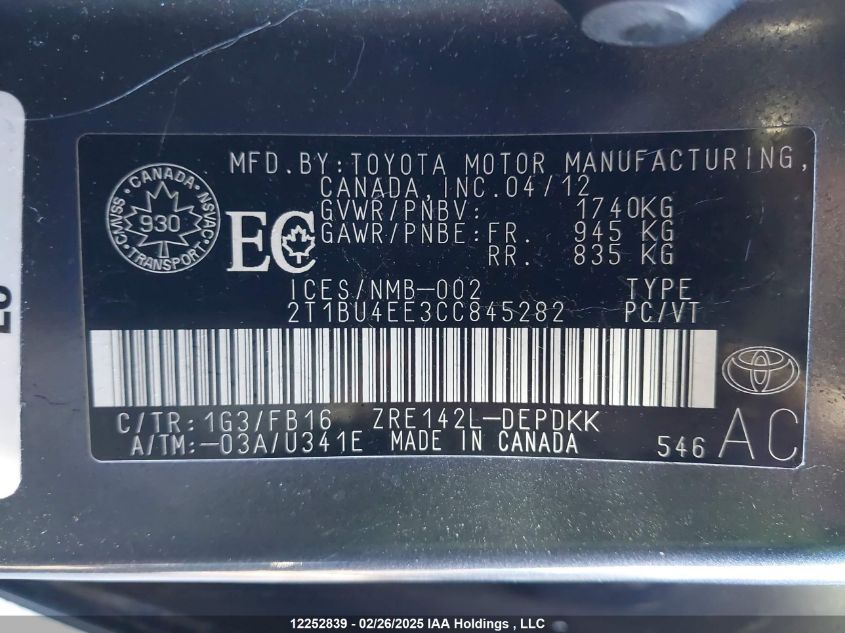 MFD.BY:TOYOTA MOTOR MANUFACTURING,
CANADA,INC.04/12
GVWR/PNBV: 1740KG
GAWR/PNBE:FR. 945 KG
RR. 835 KG
CANADA
CMVSS
930
NSVAC
TRANSPORT
EC
ICES/NMB-002 TYPE
2T1BU4EE3CC845282 PC/VT
TOYOTA
C/TR:1G3/FB16 ZRE142L-DEPDKK
A/TM:-03A/U341E MADE IN CANADA
546 AC
12252839 - 02/26/2025 IAA Holdings , LLC